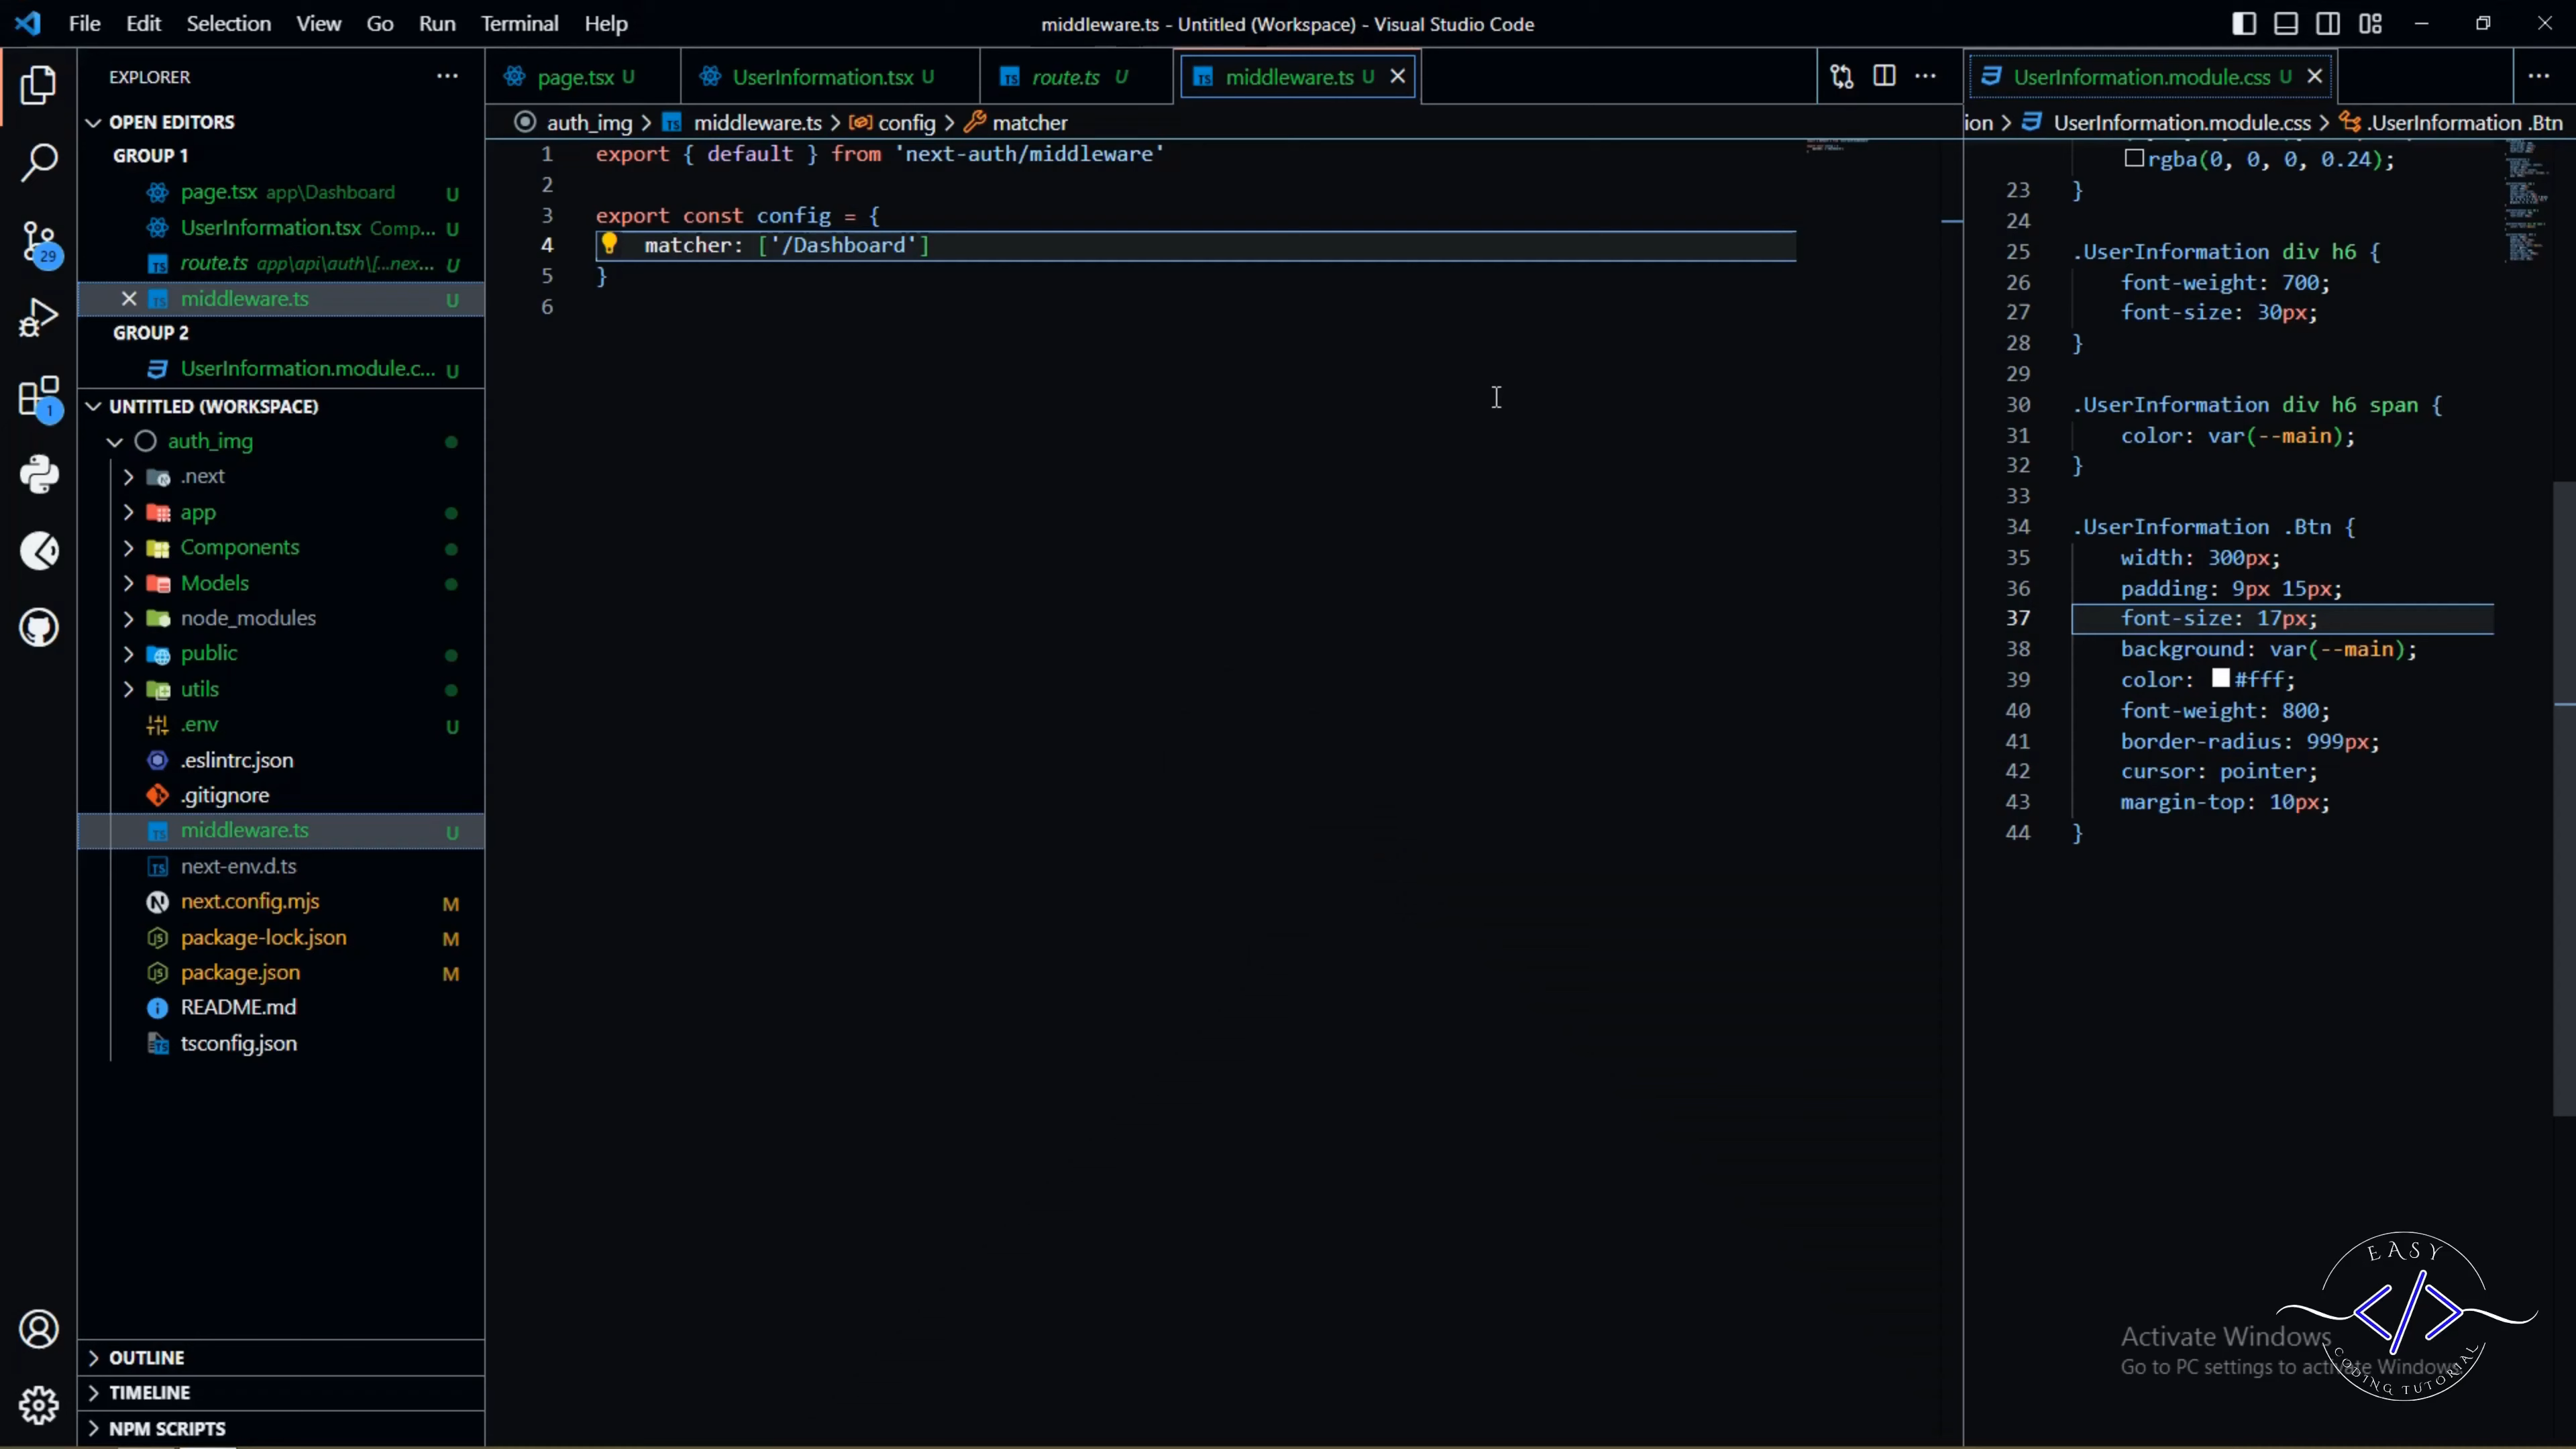 File Edit Selection View Go Run Terminal Help
middleware.ts - Untitled (Workspace) - Visual Studio Code
EXPLORER
OPEN EDITORS
GROUP 1
page.tsx app\Dashboard U
UserInformation.tsx Comp... U
route.ts app\api\auth\[...nex... U
middleware.ts U
GROUP 2
UserInformation.module.c... U
UNTITLED (WORKSPACE)
auth_img
.next
app
Components
Models
node_modules
public
utils
.env U
.eslintrc.json
.gitignore
middleware.ts U
next-env.d.ts
next.config.mjs M
package-lock.json M
package.json M
README.md
tsconfig.json
OUTLINE
TIMELINE
NPM SCRIPTS
29
1
page.tsx U UserInformation.tsx U route.ts U middleware.ts U
auth_img > middleware.ts > config > matcher
1 export { default } from 'next-auth/middleware'
2
3 export const config = {
4 matcher: ['/Dashboard']
5 }
6
UserInformation.module.css U
ion > UserInformation.module.css > .UserInformation .Btn
rgba(0, 0, 0, 0.24);
23 }
24
25 .UserInformation div h6 {
26 font-weight: 700;
27 font-size: 30px;
28 }
29
30 .UserInformation div h6 span {
31 color: var(--main);
32 }
33
34 .UserInformation .Btn {
35 width: 300px;
36 padding: 9px 15px;
37 font-size: 17px;
38 background: var(--main);
39 color: #fff;
40 font-weight: 800;
41 border-radius: 999px;
42 cursor: pointer;
43 margin-top: 10px;
44 }
Activate Windows
Go to PC settings to activate Windows.
EASY
</>
CODING TUTORIAL